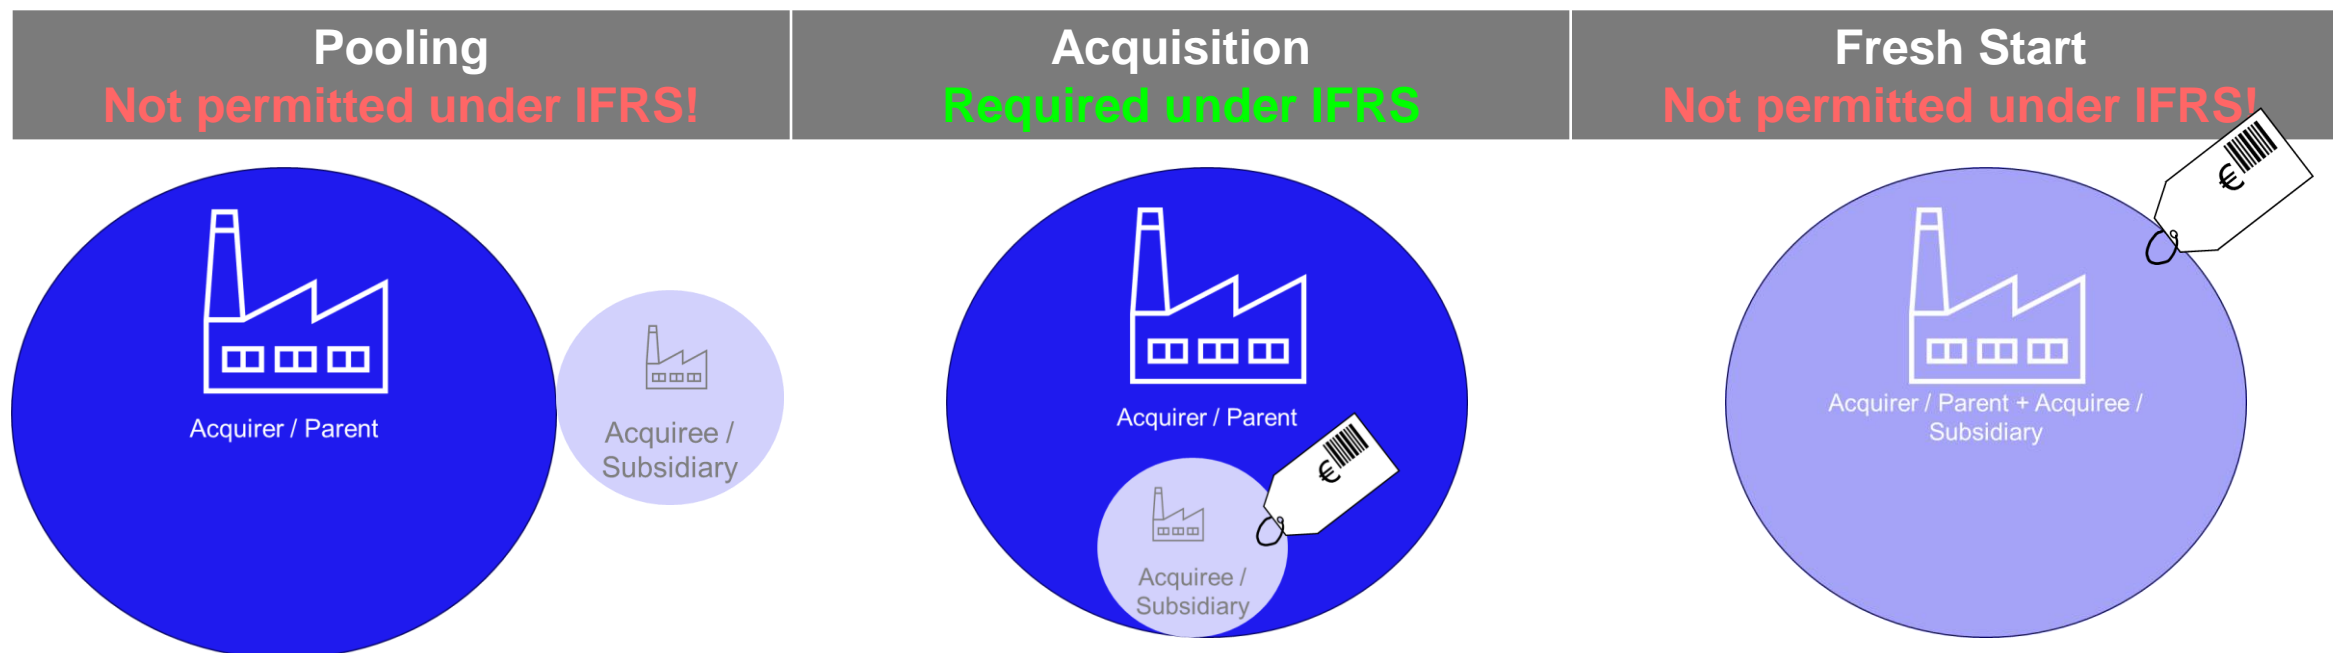 Pooling
Not permitted under IFRS!
Acquisition
Required under IFRS
Fresh Start
Not permitted under IFRS!
Acquirer / Parent
Acquiree /
Subsidiary
Acquirer / Parent
€
Acquiree /
Subsidiary
€
Acquirer / Parent + Acquiree /
Subsidiary